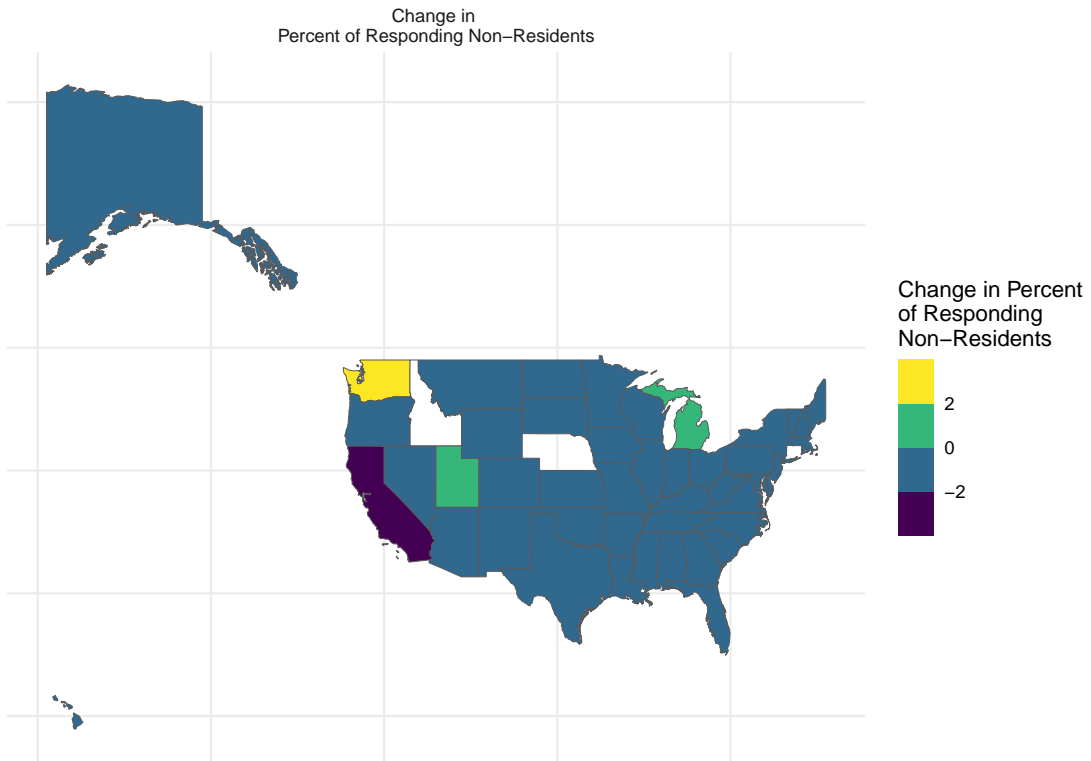 Change in
Percent of Responding Non−Residents
Change in Percent
of Responding
Non−Residents
2
0
−2